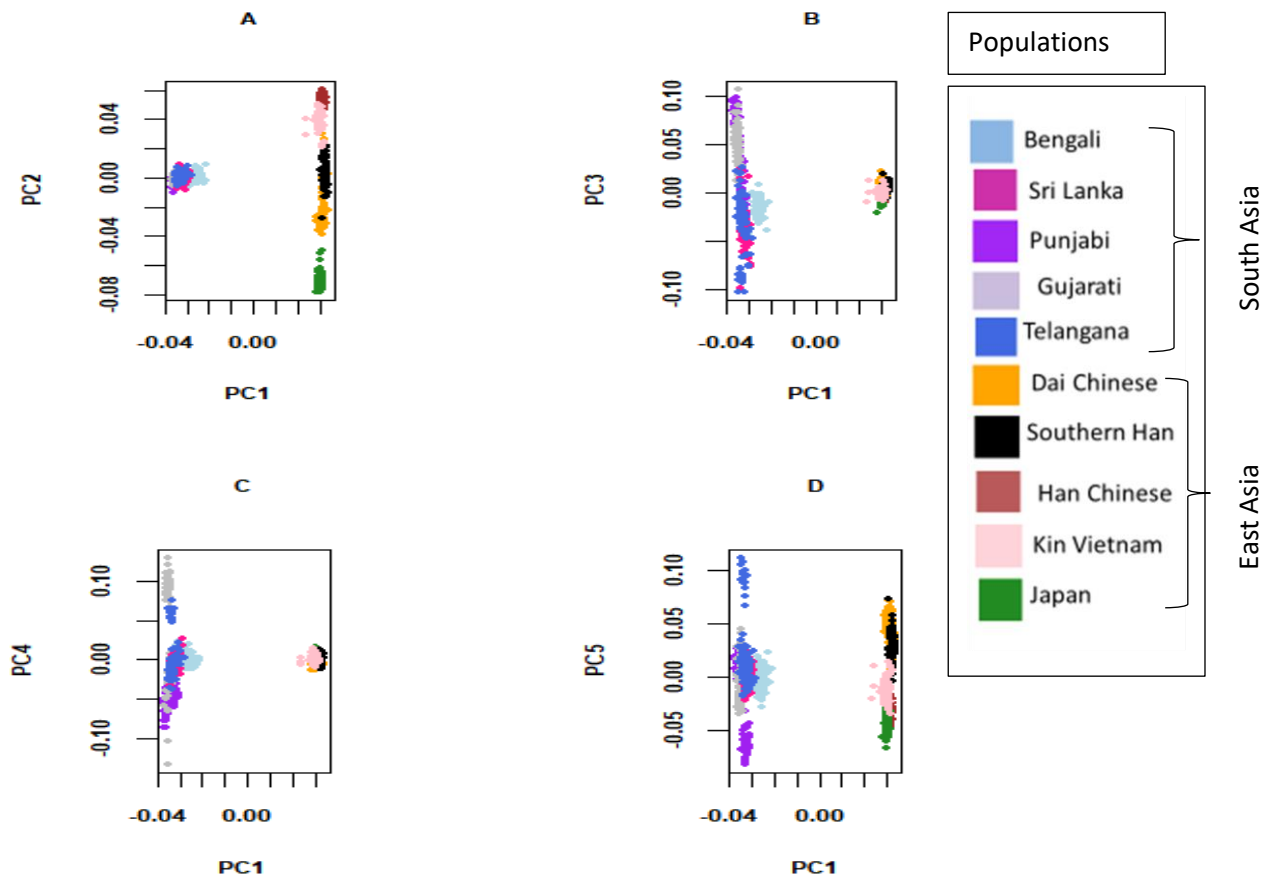 A
PC2
0.04
0.00
-0.04
-0.08
-0.04 0.00
PC1
B
PC3
0.10
0.05
0.00
-0.10
-0.04 0.00
PC1
C
PC4
0.10
0.00
-0.10
-0.04 0.00
PC1
D
PC5
0.10
0.05
0.00
-0.05
-0.04 0.00
PC1
Populations
Bengali
Sri Lanka
Punjabi
Gujarati
Telangana
Dai Chinese
Southern Han
Han Chinese
Kin Vietnam
Japan
South Asia
East Asia